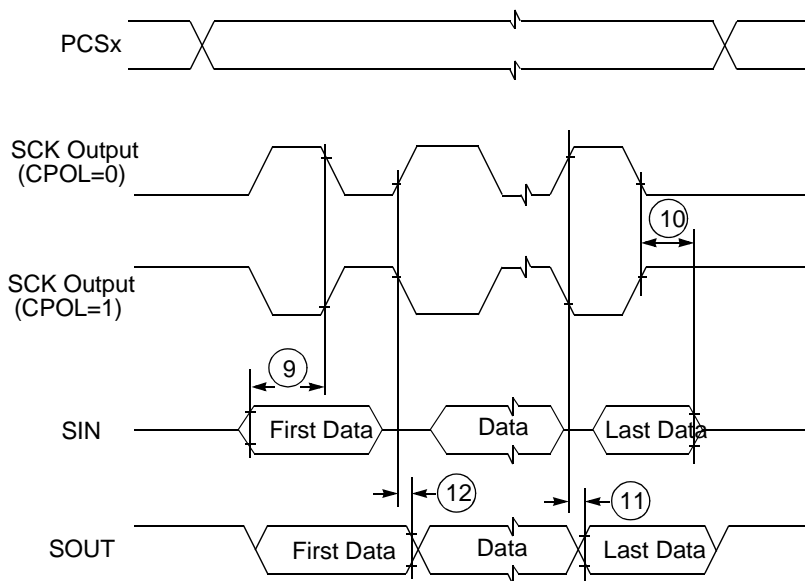 PCSx
SCK Output
(CPOL=0)
10
SCK Output
(CPOL=1)
9
SIN
First Data
Data
Last Data
12
11
SOUT
First Data
Data
Last Data